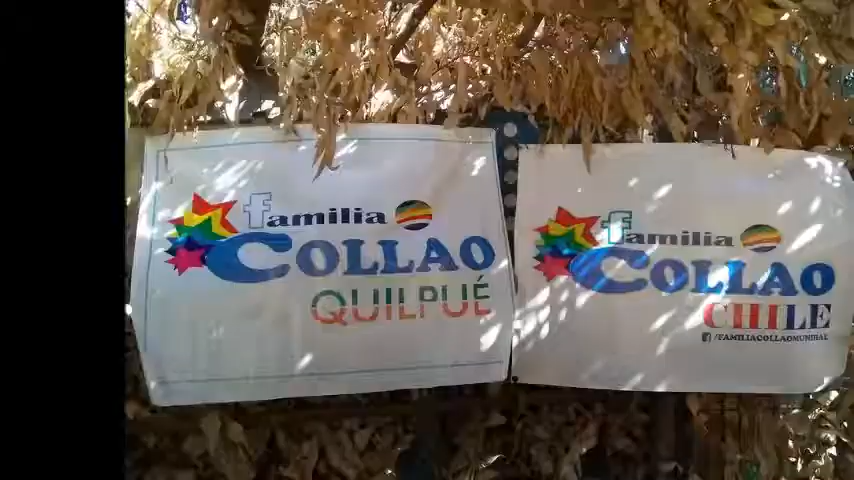 familia
COLLAO
QUILPUÉ
familia
COLLAO
CHILE
/FAMILIACOLLAOMUNDIAL